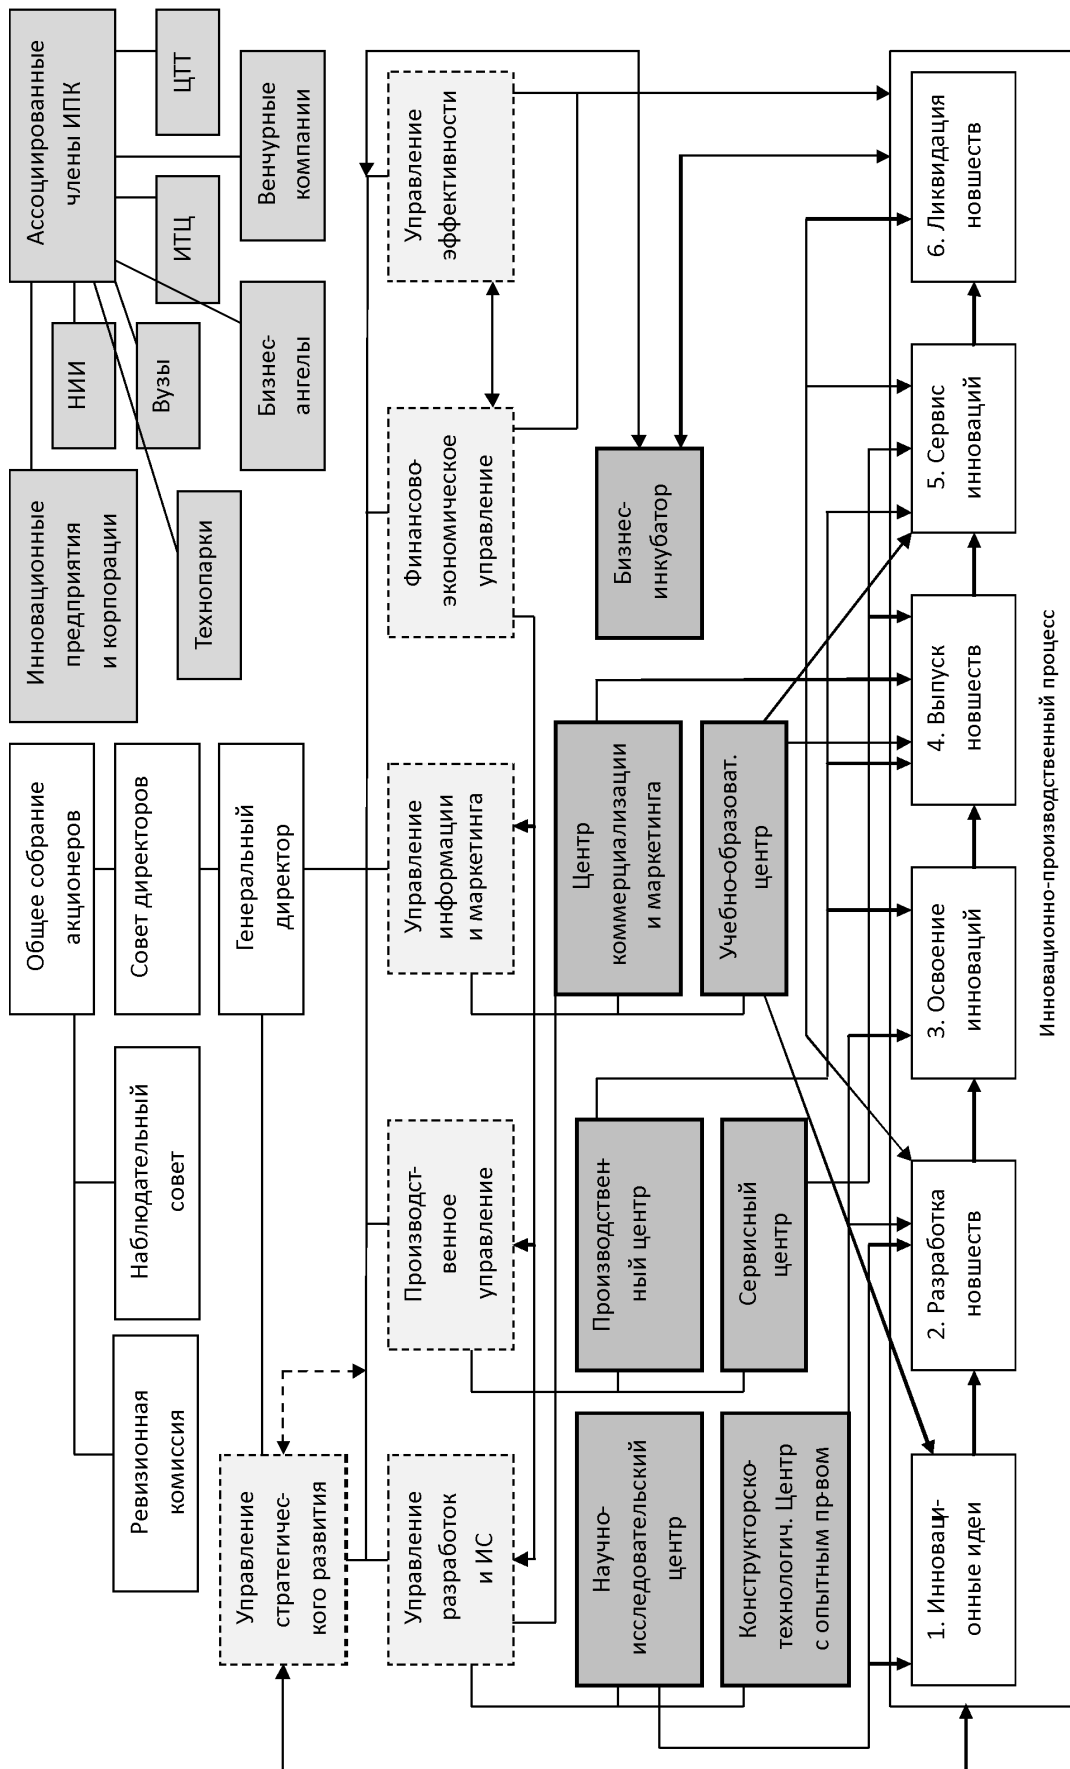 Ревизионная
комиссия
Наблюдательный
совет
Общее собрание
акционеров
Совет директоров
Генеральный
директор
Инновационные
предприятия
и корпорации
Технопарки
НИИ
Вузы
Бизнес-
ангелы
Ассоциированные
члены ИПК
ИТЦ
ЦТТ
Венчурные
компании
Управление
стратегичес-
кого развития
Управление
разработок
и ИС
Производст-
венное
управление
Управление
информации
и маркетинга
Финансово-
экономическое
управление
Управление
эффективности
Научно-
исследовательский
центр
Конструкторско-
технологич. Центр
с опытным пр-вом
Производствен-
ный центр
Сервисный
центр
Центр
коммерциализации
и маркетинга
Учебно-образоват.
центр
Бизнес-
инкубатор
1. Инноваци-
онные идеи
2. Разработка
новшеств
3. Освоение
инноваций
4. Выпуск
новшеств
5. Сервис
инноваций
6. Ликвидация
новшеств
Инновационно-производственный процесс